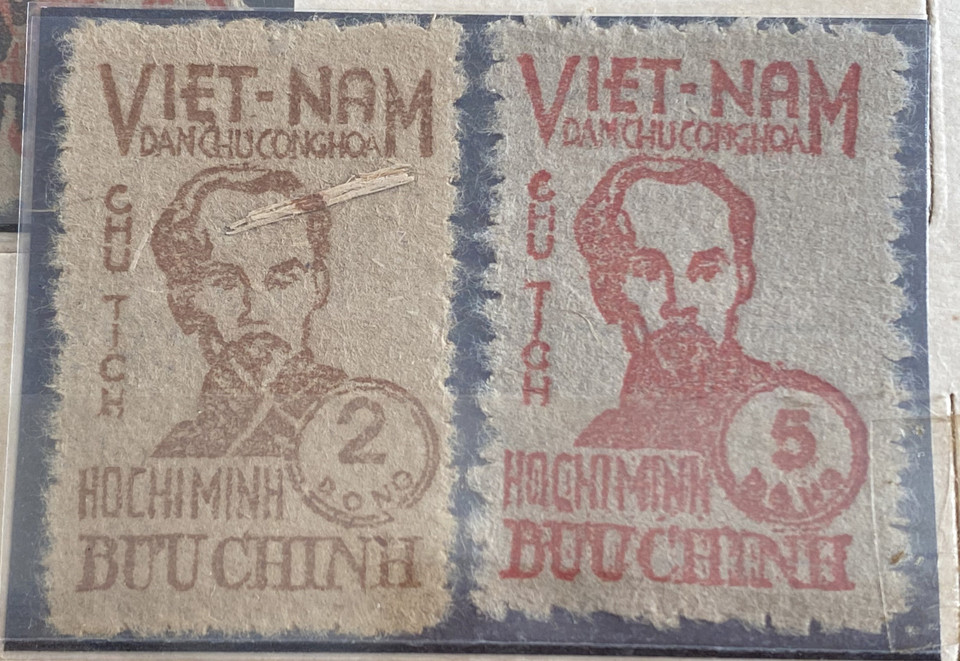 VIET-NAM
DAN CHU CONG HOA
CHU TICH
2
DONG
HO CHI MINH
BUU CHINH
VIET-NAM
DAN CHU CONG HOA
CHU TICH
5
DONG
HO CHI MINH
BUU CHINH